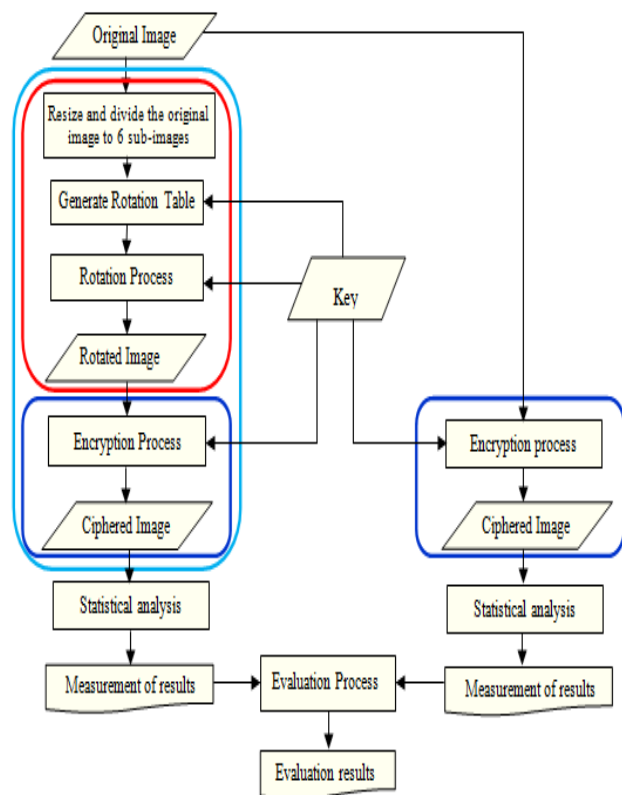 Original Image
Resize and divide the original
image to 6 sub-images
Generate Rotation Table
Rotation Process
Key
Rotated Image
Encryption Process
Encryption process
Ciphered Image
Ciphered Image
Statistical analysis
Statistical analysis
Measurement of results
Evaluation Process
Measurement of results
Evaluation results